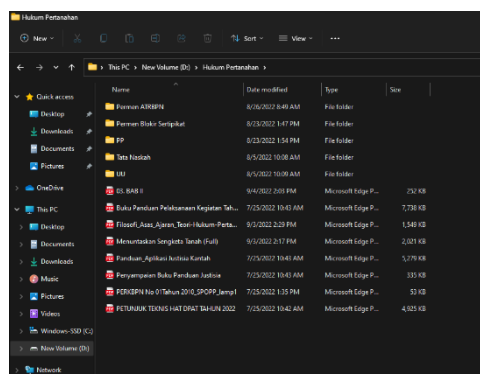 Hukum Pertanahan
New
Sort
View
This PC > New Volume (D:) > Hukum Pertanahan >
Name Date modified Type Size
Quick access
Desktop
Downloads
Documents
Pictures
OneDrive
This PC
Desktop
Documents
Downloads
Music
Pictures
Videos
Windows-SSD (C:)
New Volume (D:)
Network
Permen ATRBPN 8/26/2022 8:49 AM File folder
Permen Blokir Sertipikat 8/23/2022 1:47 PM File folder
PP 8/23/2022 1:54 PM File folder
Tata Naskah 8/5/2022 10:08 AM File folder
UU 8/5/2022 10:09 AM File folder
03. BAB II 9/4/2022 2:03 PM Microsoft Edge P... 252 KB
Buku Panduan Pelaksanaan Kegiatan Tah... 7/25/2022 10:43 AM Microsoft Edge P... 7,738 KB
Filosofi_Asas_Ajaran_Teori-Hukum-Perta... 9/3/2022 2:29 PM Microsoft Edge P... 1,549 KB
Menuntaskan Sengketa Tanah (Full) 9/3/2022 2:17 PM Microsoft Edge P... 2,021 KB
Panduan_Aplikasi Justisia Kantah 7/25/2022 10:43 AM Microsoft Edge P... 5,279 KB
Penyampaian Buku Panduan Justisia 7/25/2022 10:43 AM Microsoft Edge P... 335 KB
PERKBPN No 01Tahun 2010_SPOPP_lamp1 7/25/2022 1:35 PM Microsoft Edge P... 53 KB
PETUNJUK TEKNIS HAT DPAT TAHUN 2022 7/25/2022 10:42 AM Microsoft Edge P... 4,925 KB